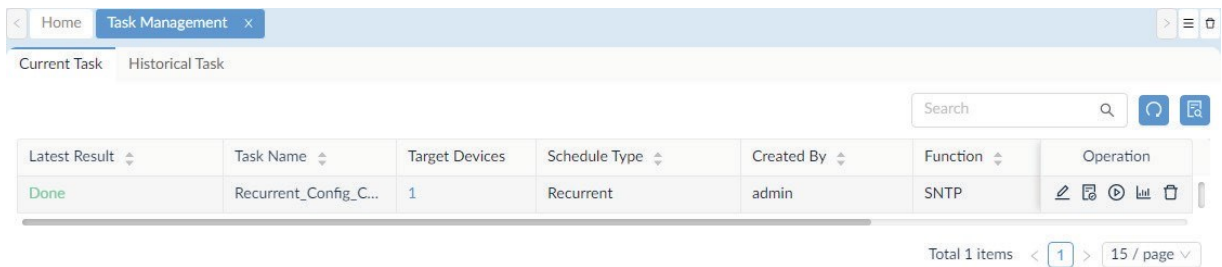 Home Task Management x
Current Task Historical Task
Search
Latest Result Task Name Target Devices Schedule Type Created By Function Operation
Done Recurrent_Config_C... 1 Recurrent admin SNTP
Total 1 items < 1 > 15 / page